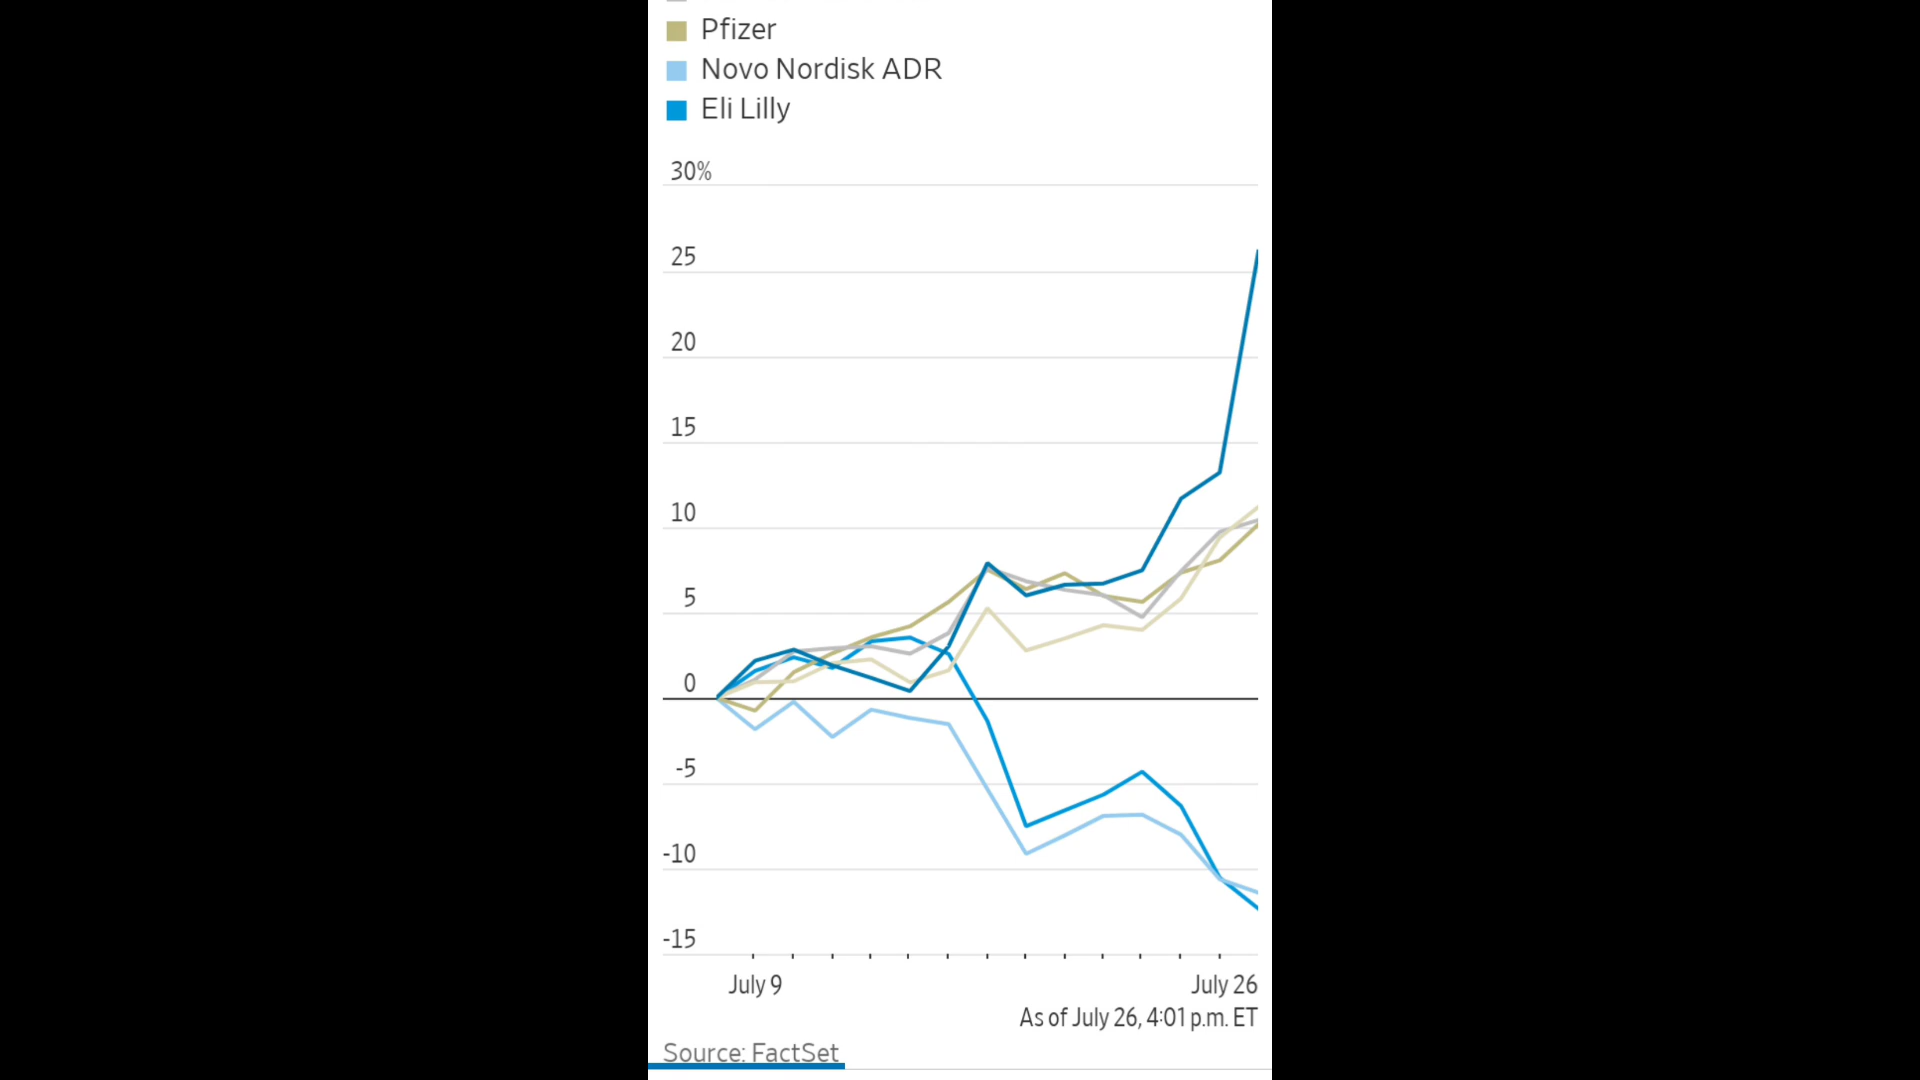 Pfizer
Novo Nordisk ADR
Eli Lilly
30%
25
20
15
10
5
0
-5
-10
-15
July 9
July 26
As of July 26, 4:01 p.m. ET
Source: FactSet